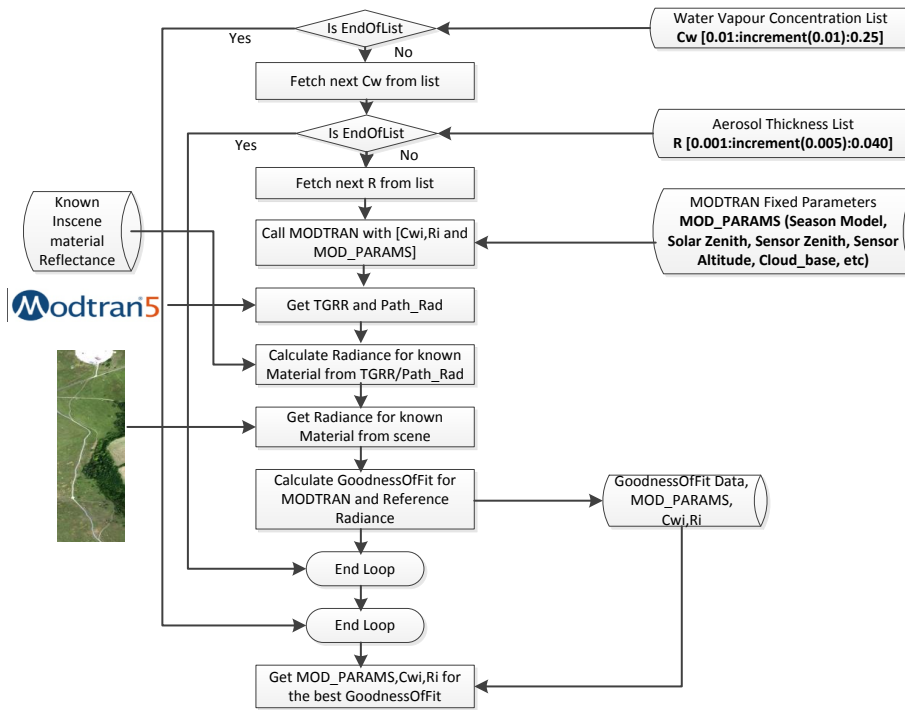 Is EndOfList
Yes
No
Water Vapour Concentration List
Cw [0.01:increment(0.01):0.25]
Fetch next Cw from list
Is EndOfList
Yes
No
Aerosol Thickness List
R [0.001:increment(0.005):0.040]
Fetch next R from list
Known
Inscene
material
Reflectance
Call MODTRAN with [Cwi,Ri and
MOD_PARAMS]
MODTRAN Fixed Parameters
MOD_PARAMS (Season Model,
Solar Zenith, Sensor Zenith, Sensor
Altitude, Cloud_base, etc)
Modtran5
Get TGRR and Path_Rad
Calculate Radiance for known
Material from TGRR/Path_Rad
Get Radiance for known
Material from scene
Calculate GoodnessOfFit for
MODTRAN and Reference
Radiance
GoodnessOfFit Data,
MOD_PARAMS,
Cwi,Ri
End Loop
End Loop
Get MOD_PARAMS,Cwi,Ri for
the best GoodnessOfFit